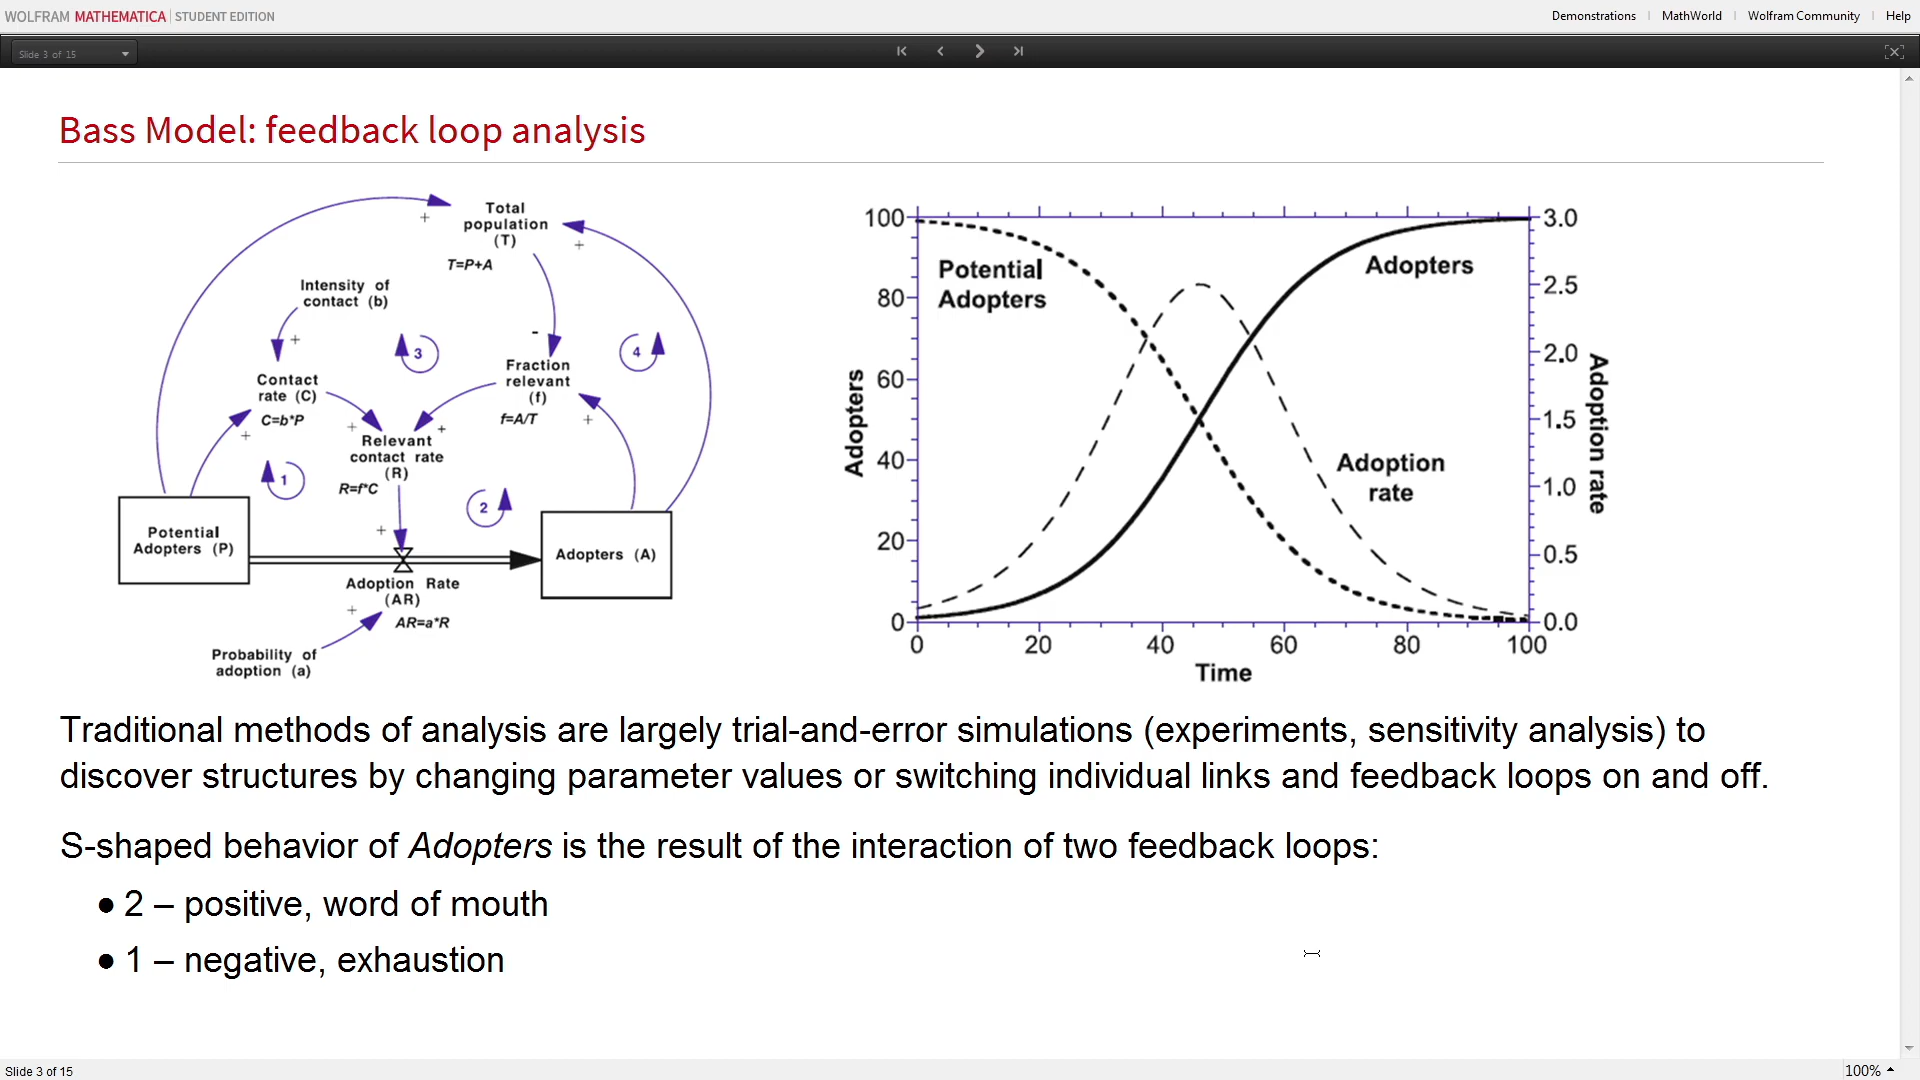 WOLFRAM MATHEMATICA | STUDENT EDITION
Demonstrations | MathWorld | Wolfram Community | Help
Slide 3 of 15
Bass Model: feedback loop analysis
Total
population
(T)
+
+
T=P+A
Intensity of
contact (b)
+
-
3
4
Fraction
relevant
(f)
f=A/T
+
Contact
rate (C)
C=b*P
+
+
+
Relevant
contact rate
(R)
R=f*C
1
2
+
Potential
Adopters (P)
Adopters (A)
Adoption Rate
(AR)
+
AR=a*R
Probability of
adoption (a)
100
80
60
40
20
0
Adopters
Potential
Adopters
Adopters
Adoption
rate
3.0
2.5
2.0
1.5
1.0
0.5
0.0
Adoption rate
0 20 40 60 80 100
Time
Traditional methods of analysis are largely trial-and-error simulations (experiments, sensitivity analysis) to
discover structures by changing parameter values or switching individual links and feedback loops on and off.
S-shaped behavior of Adopters is the result of the interaction of two feedback loops:
● 2 – positive, word of mouth
● 1 – negative, exhaustion
Slide 3 of 15
100%